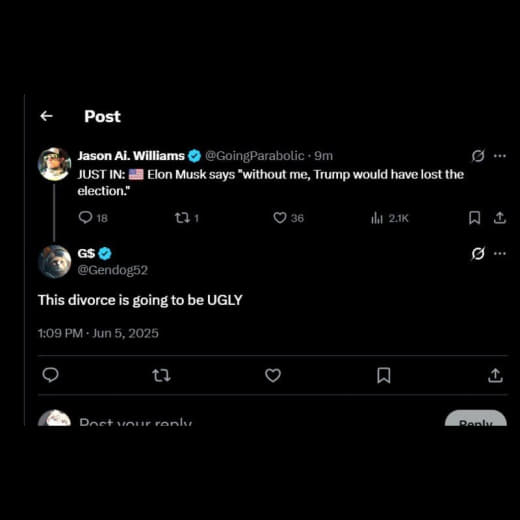 Post
Jason Ai. Williams @GoingParabolic · 9m
JUST IN: 🇺🇸 Elon Musk says "without me, Trump would have lost the
election."
18 1 36 2.1K
G$
@Gendog52
This divorce is going to be UGLY
1:09 PM · Jun 5, 2025
Post your reply
Reply